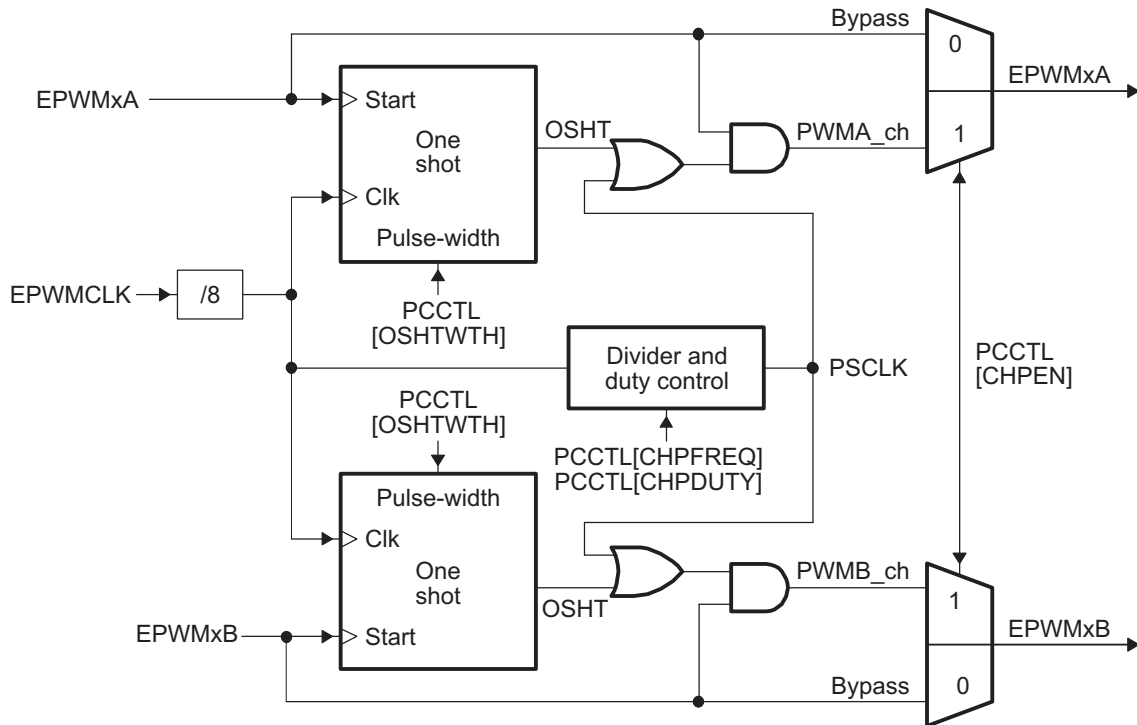 Bypass
0
EPWMxA
EPWMxA
Start
OSHT
PWMA_ch
1
One
shot
Clk
Pulse-width
EPWMCLK
/8
PCCTL
[OSHTWTH]
Divider and
duty control
PSCLK
PCCTL
[CHPEN]
PCCTL
[OSHTWTH]
PCCTL[CHPFREQ]
PCCTL[CHPDUTY]
Pulse-width
Clk
One
shot
OSHT
PWMB_ch
1
EPWMxB
Start
EPWMxB
Bypass
0